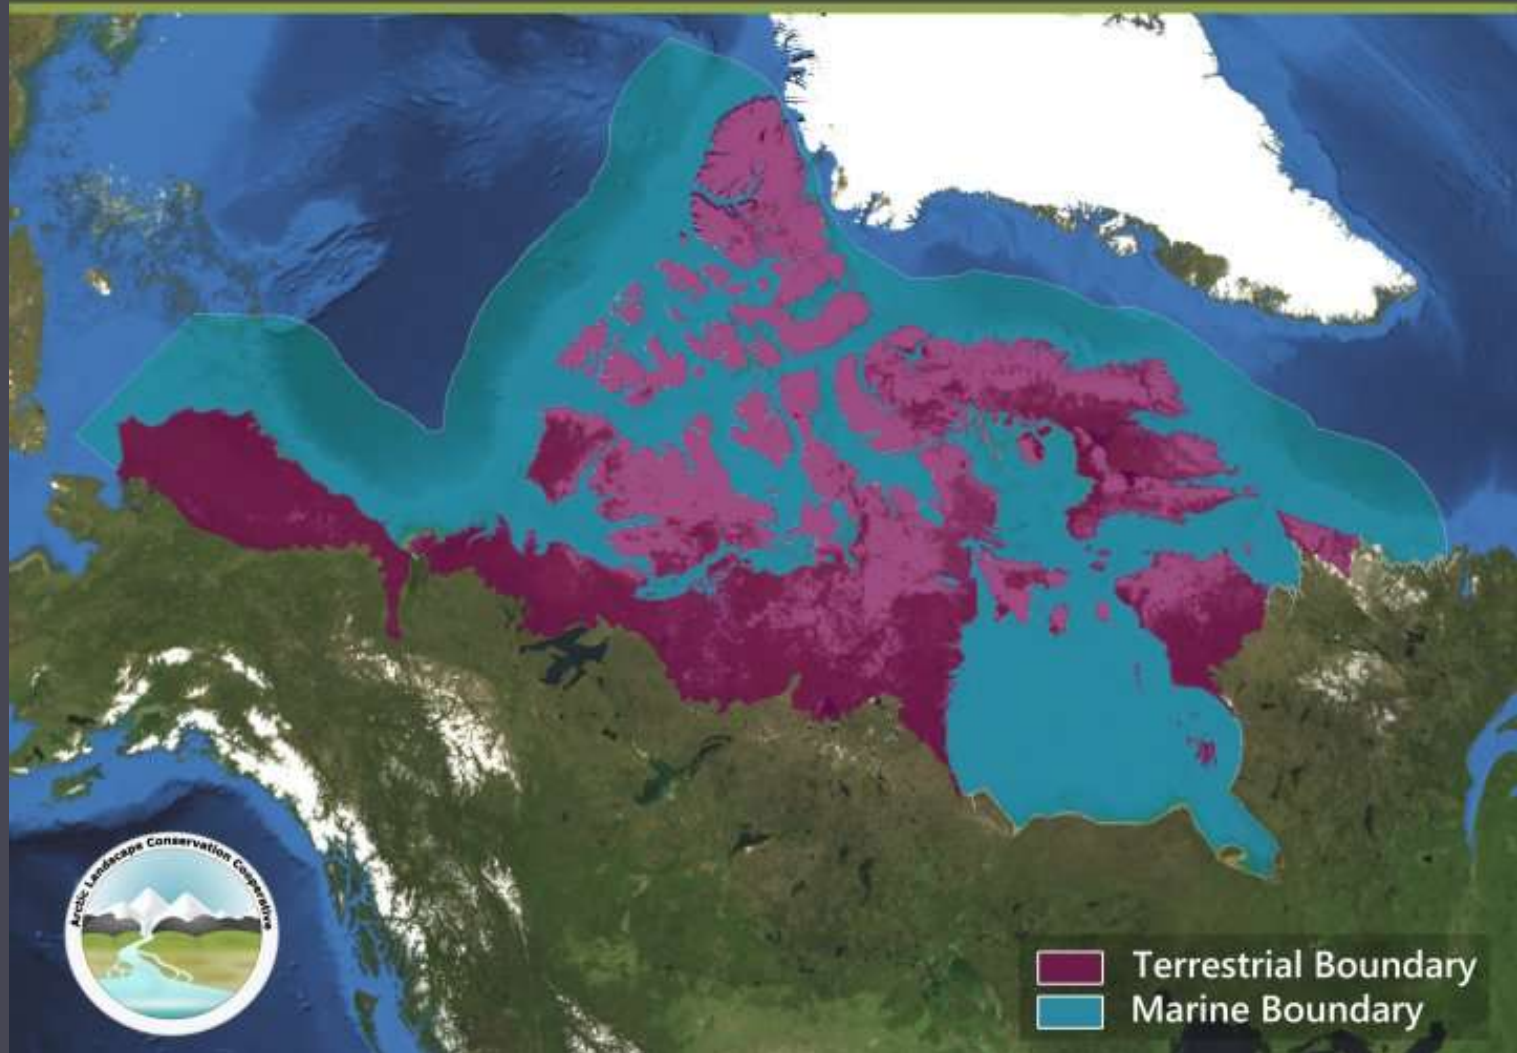 Arctic Landscape Conservation Cooperative
Terrestrial Boundary
Marine Boundary